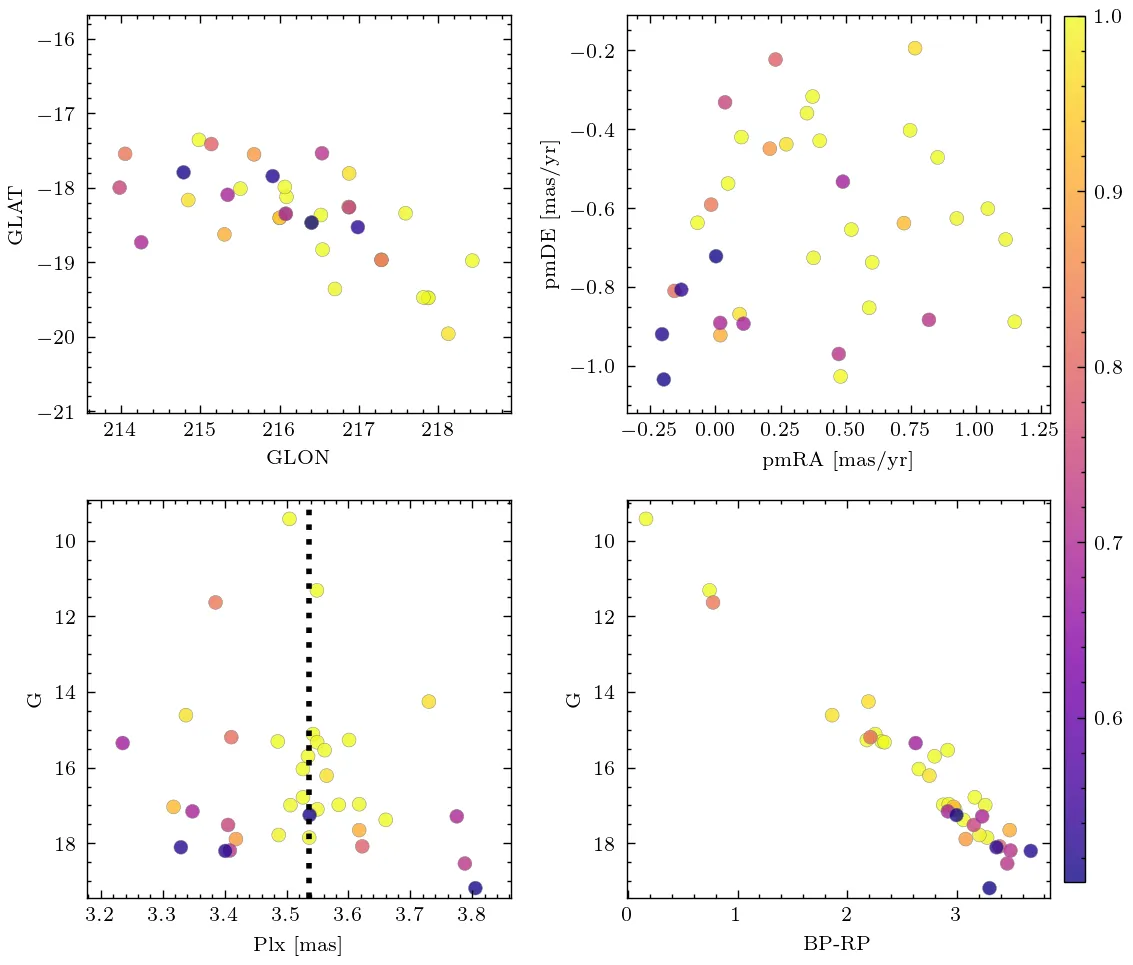 −16
−17
−18
−19
−20
−21
GLAT
214 215 216 217 218
GLON
−0.2
−0.4
−0.6
−0.8
−1.0
pmDE [mas/yr]
−0.25 0.00 0.25 0.50 0.75 1.00 1.25
pmRA [mas/yr]
1.0
0.9
0.8
0.7
0.6
10
12
14
16
18
G
3.2 3.3 3.4 3.5 3.6 3.7 3.8
Plx [mas]
10
12
14
16
18
G
0 1 2 3
BP-RP